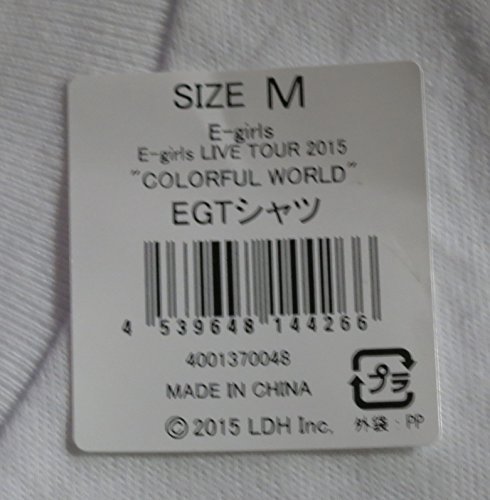 SIZE M
E-girls
E-girls LIVE TOUR 2015
"COLORFUL WORLD"
EGTシャツ
4 539648 144266
4001370048
MADE IN CHINA
© 2015 LDH Inc.
プラ
外袋：PP